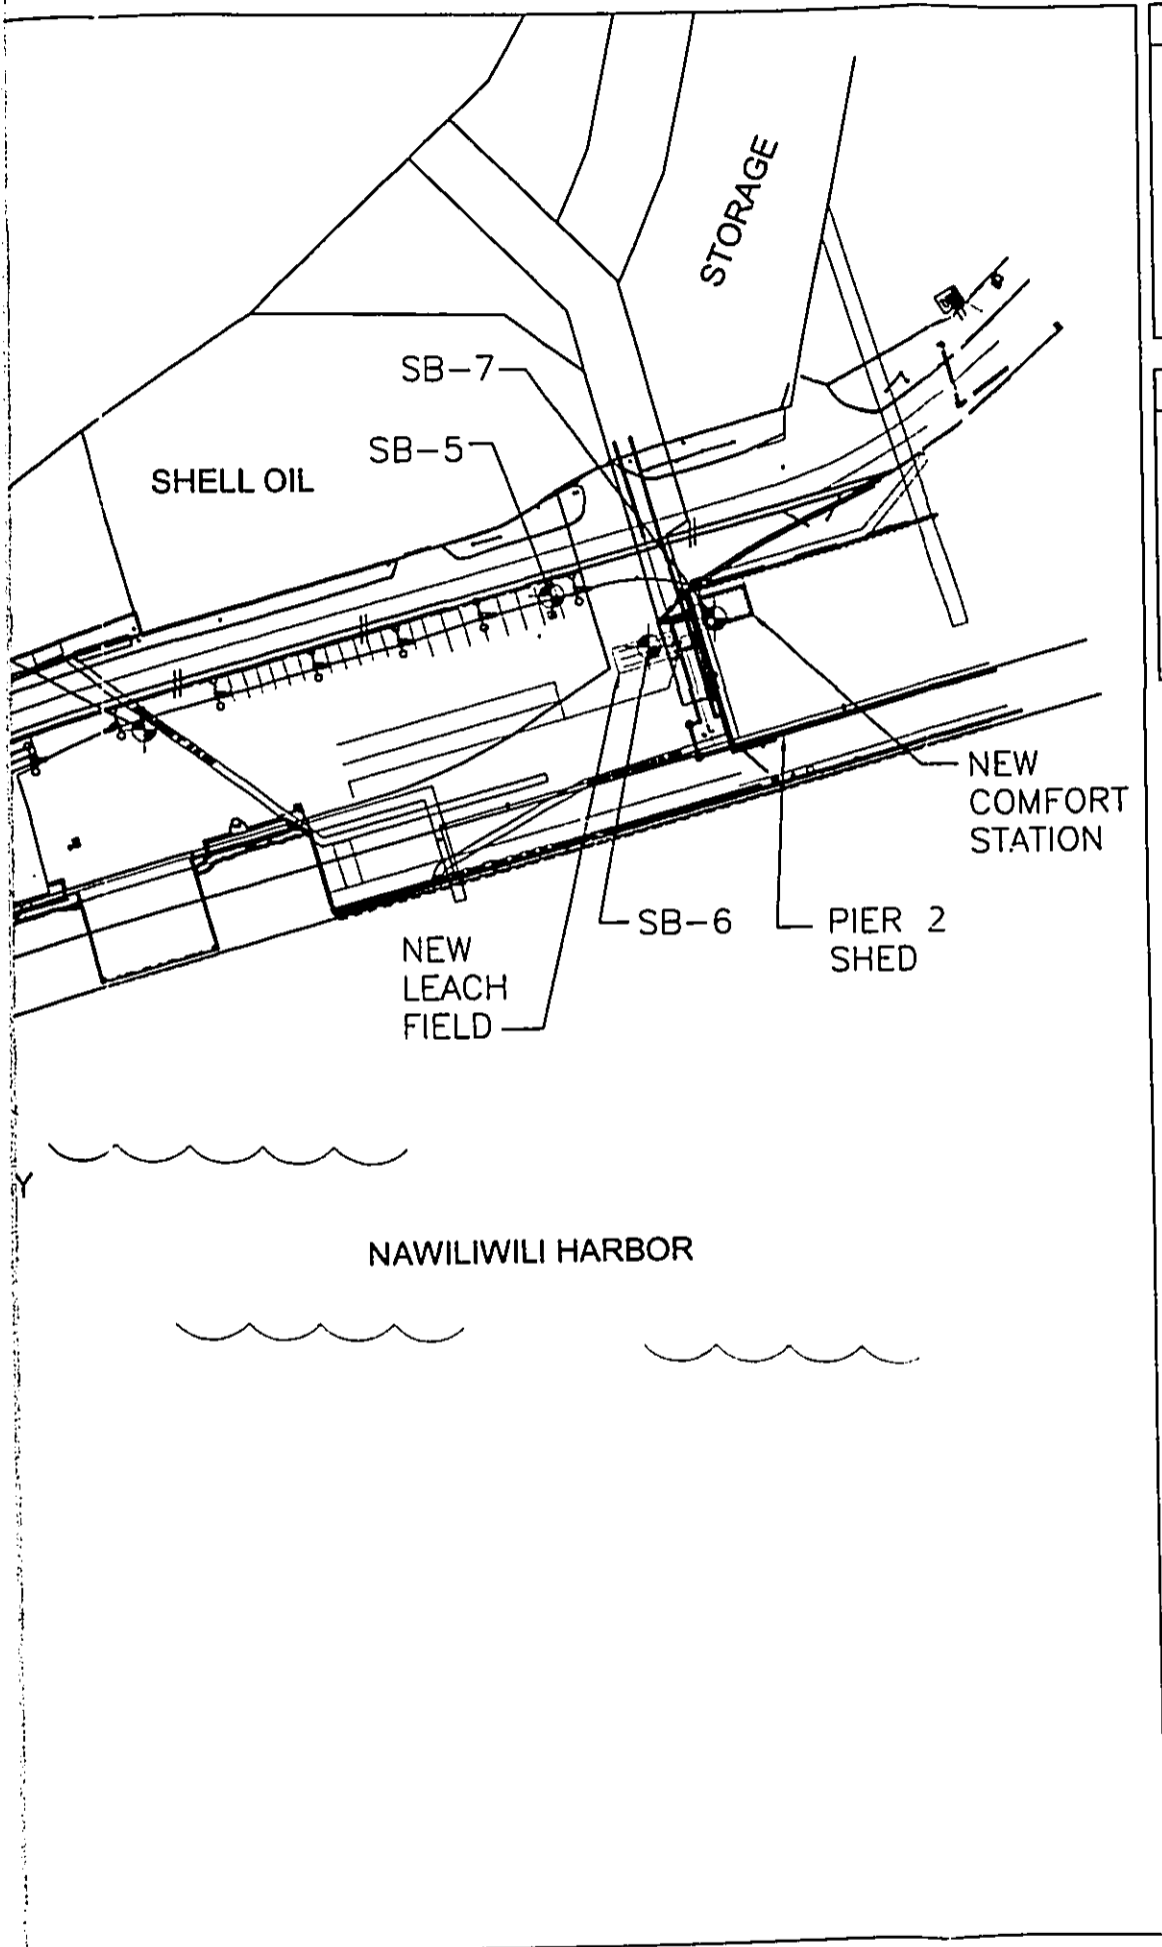 STORAGE
SB-7
SB-5
SHELL OIL
NEW
COMFORT
STATION
SB-6
PIER 2
SHED
NEW
LEACH
FIELD
Y
NAWILIWILI HARBOR